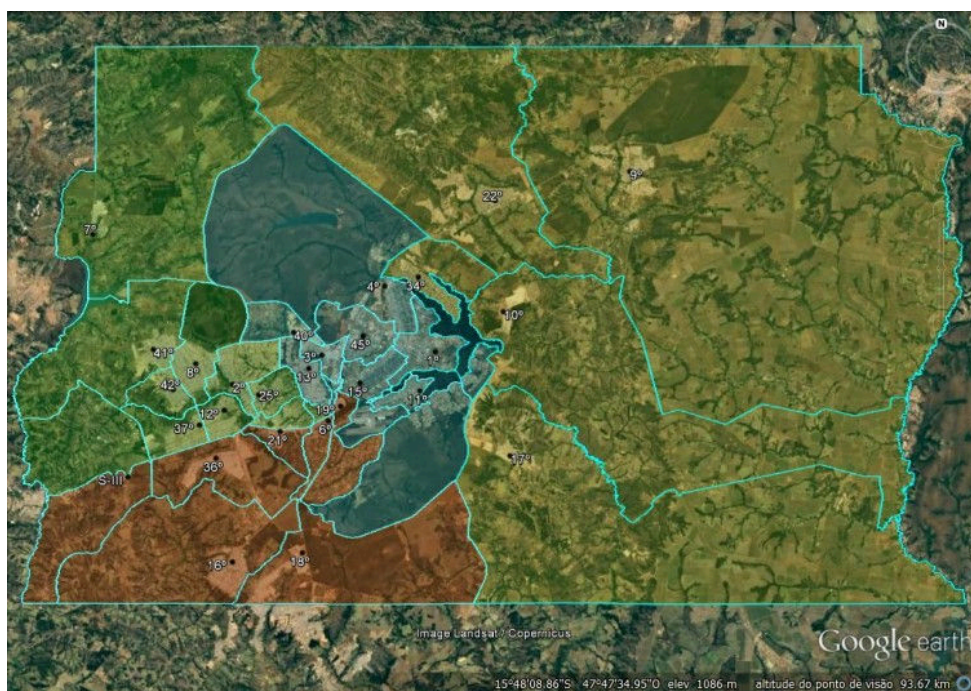 N
9º
22º
7º
4º
34º
10º
40º
45º
3º
1º
41º
8º
13º
42º
2º
15º
25º
11º
12º
19º
37º
6º
21º
17º
36º
S-III
16º
18º
Image Landsat / Copernicus
Google earth
15°48'08.86"S 47°47'34.95"O elev 1086 m altitude do ponto de visão 93.67 km